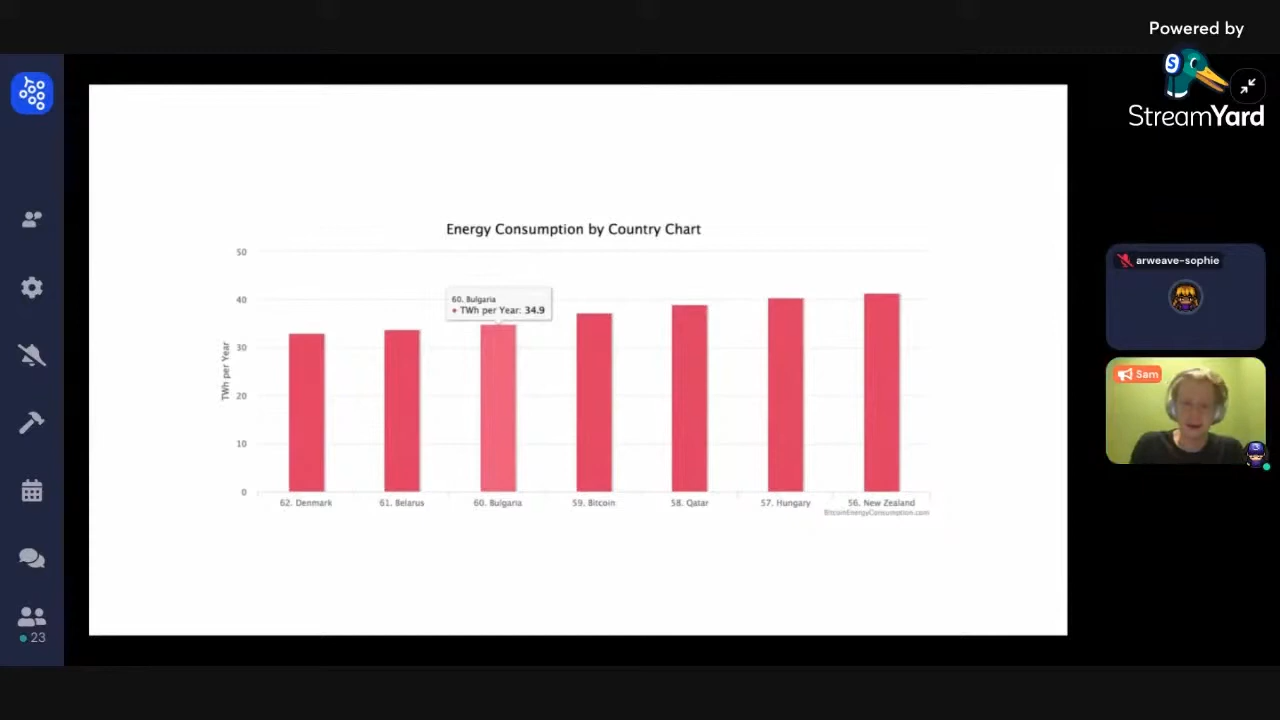 Powered by
StreamYard
Energy Consumption by Country Chart
50
40
30
20
10
0
TWh per Year
60. Bulgaria
• TWh per Year: 34.9
62. Denmark
61. Belarus
60. Bulgaria
59. Bitcoin
58. Qatar
57. Hungary
56. New Zealand
BitcoinEnergyConsumption.com
arweave-sophie
Sam
23